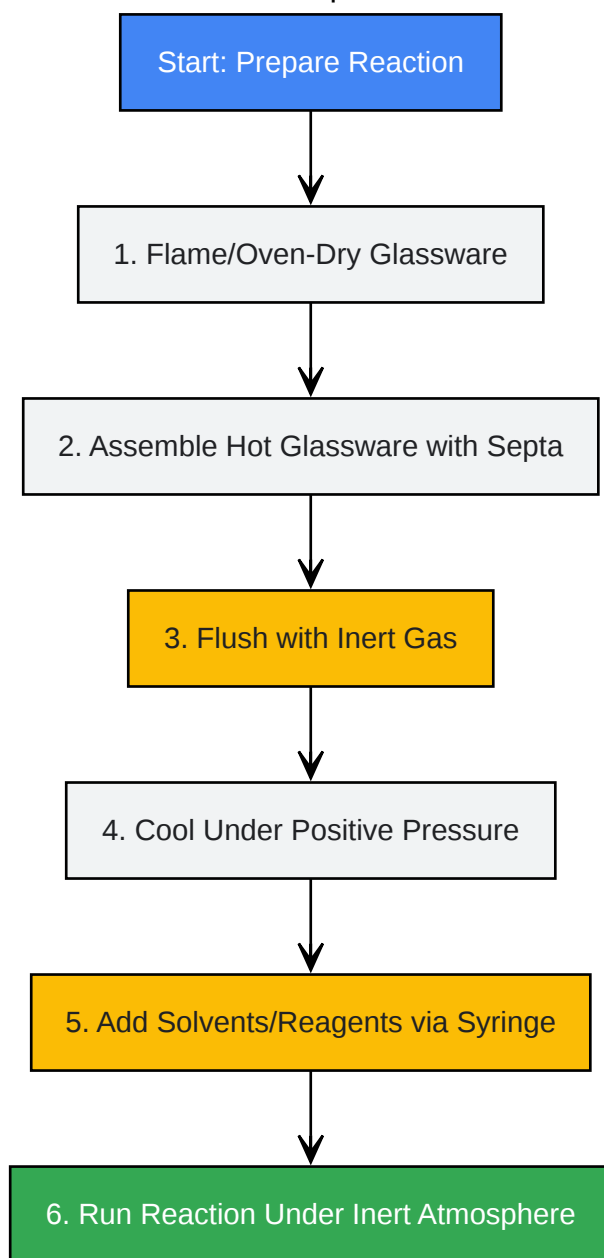 Start: Prepare Reaction
1. Flame/Oven-Dry Glassware
2. Assemble Hot Glassware with Septa
3. Flush with Inert Gas
4. Cool Under Positive Pressure
5. Add Solvents/Reagents via Syringe
6. Run Reaction Under Inert Atmosphere